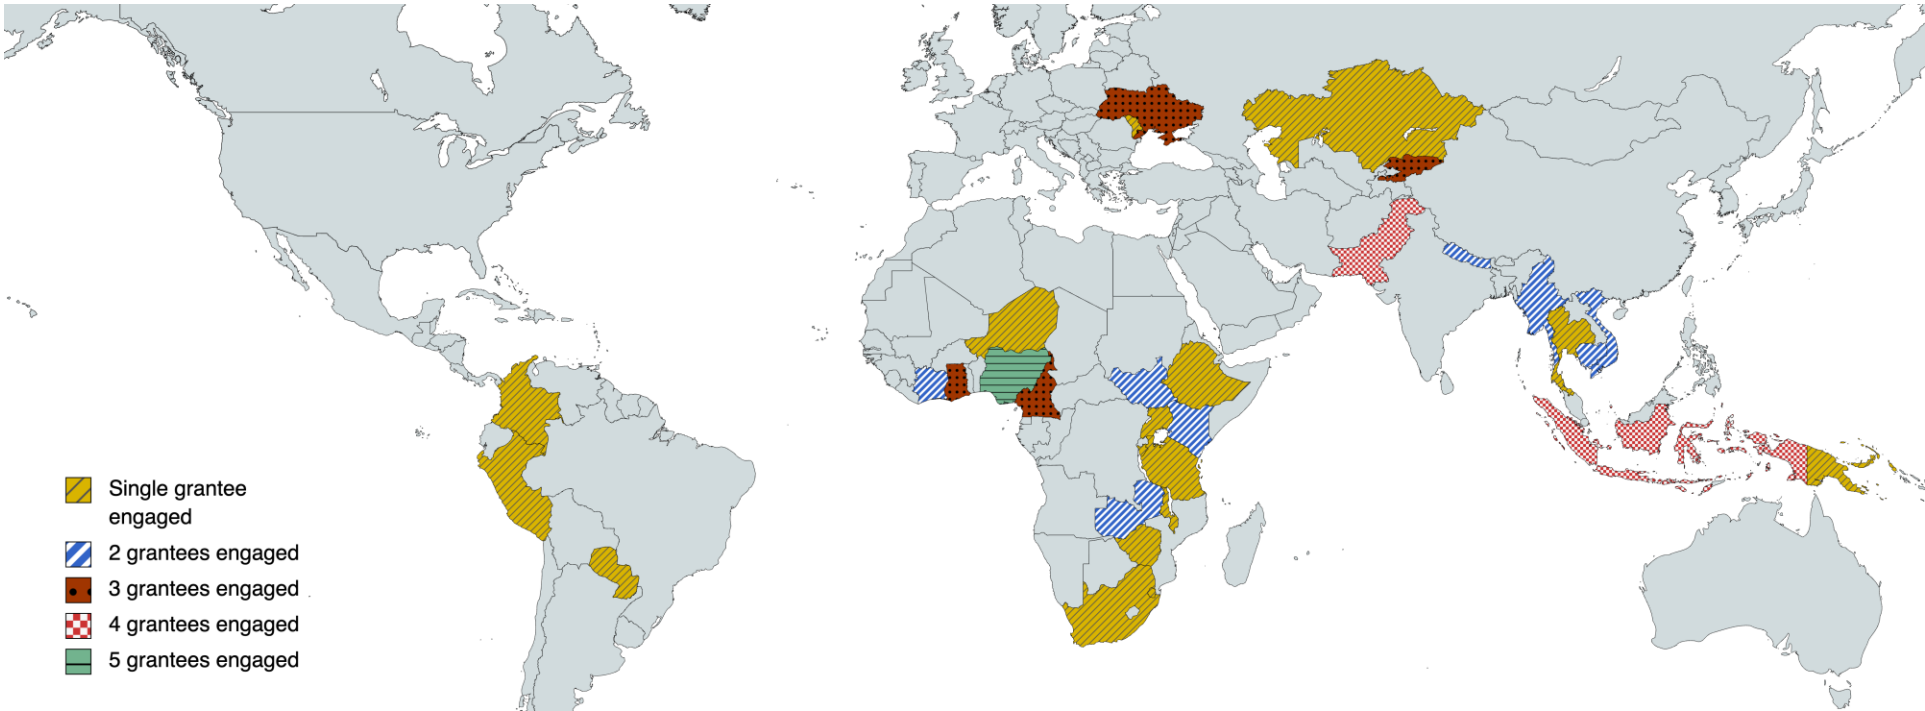 Single grantee
engaged
2 grantees engaged
3 grantees engaged
4 grantees engaged
5 grantees engaged